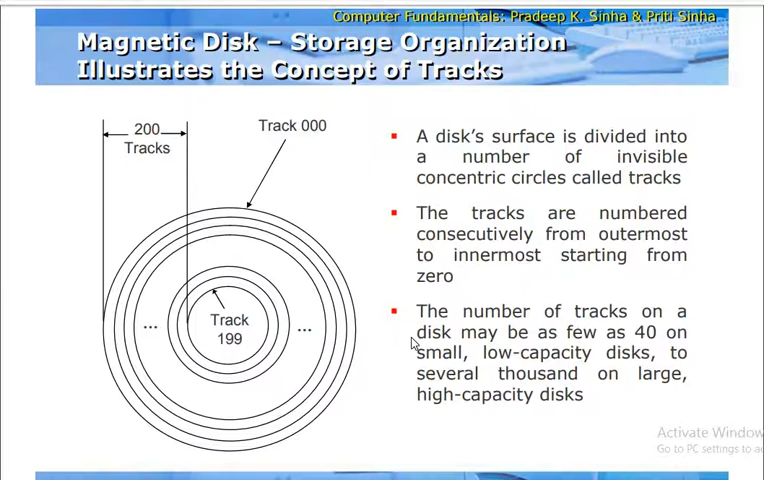 Computer Fundamentals: Pradeep K. Sinha & Priti Sinha
Magnetic Disk – Storage Organization
Illustrates the Concept of Tracks
200
Tracks
Track 000
Track
199
...
...
A disk's surface is divided into
a number of invisible
concentric circles called tracks
The tracks are numbered
consecutively from outermost
to innermost starting from
zero
The number of tracks on a
disk may be as few as 40 on
small, low-capacity disks, to
several thousand on large,
high-capacity disks
Activate Window
Go to PC settings to a